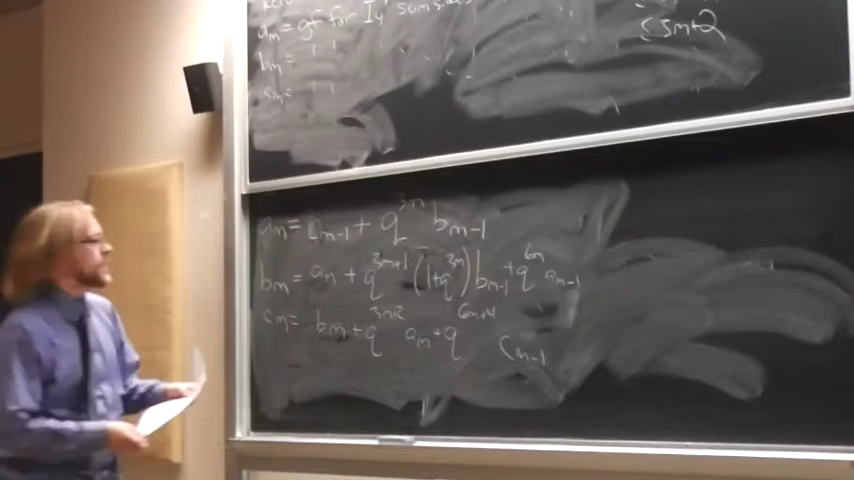 a_m = gf for I_4 sum sides
≤ 3m+2
b_m = " "
c_m = " "
a_m = c_{m-1} + q^{3m} b_{m-1}
b_m = a_m + q^{3m+1} (1+q^{3m}) b_{m-1} + q^{6m} a_{m-1}
c_m = b_m + q^{3m+2} a_m + q^{6m+4} c_{m-1}